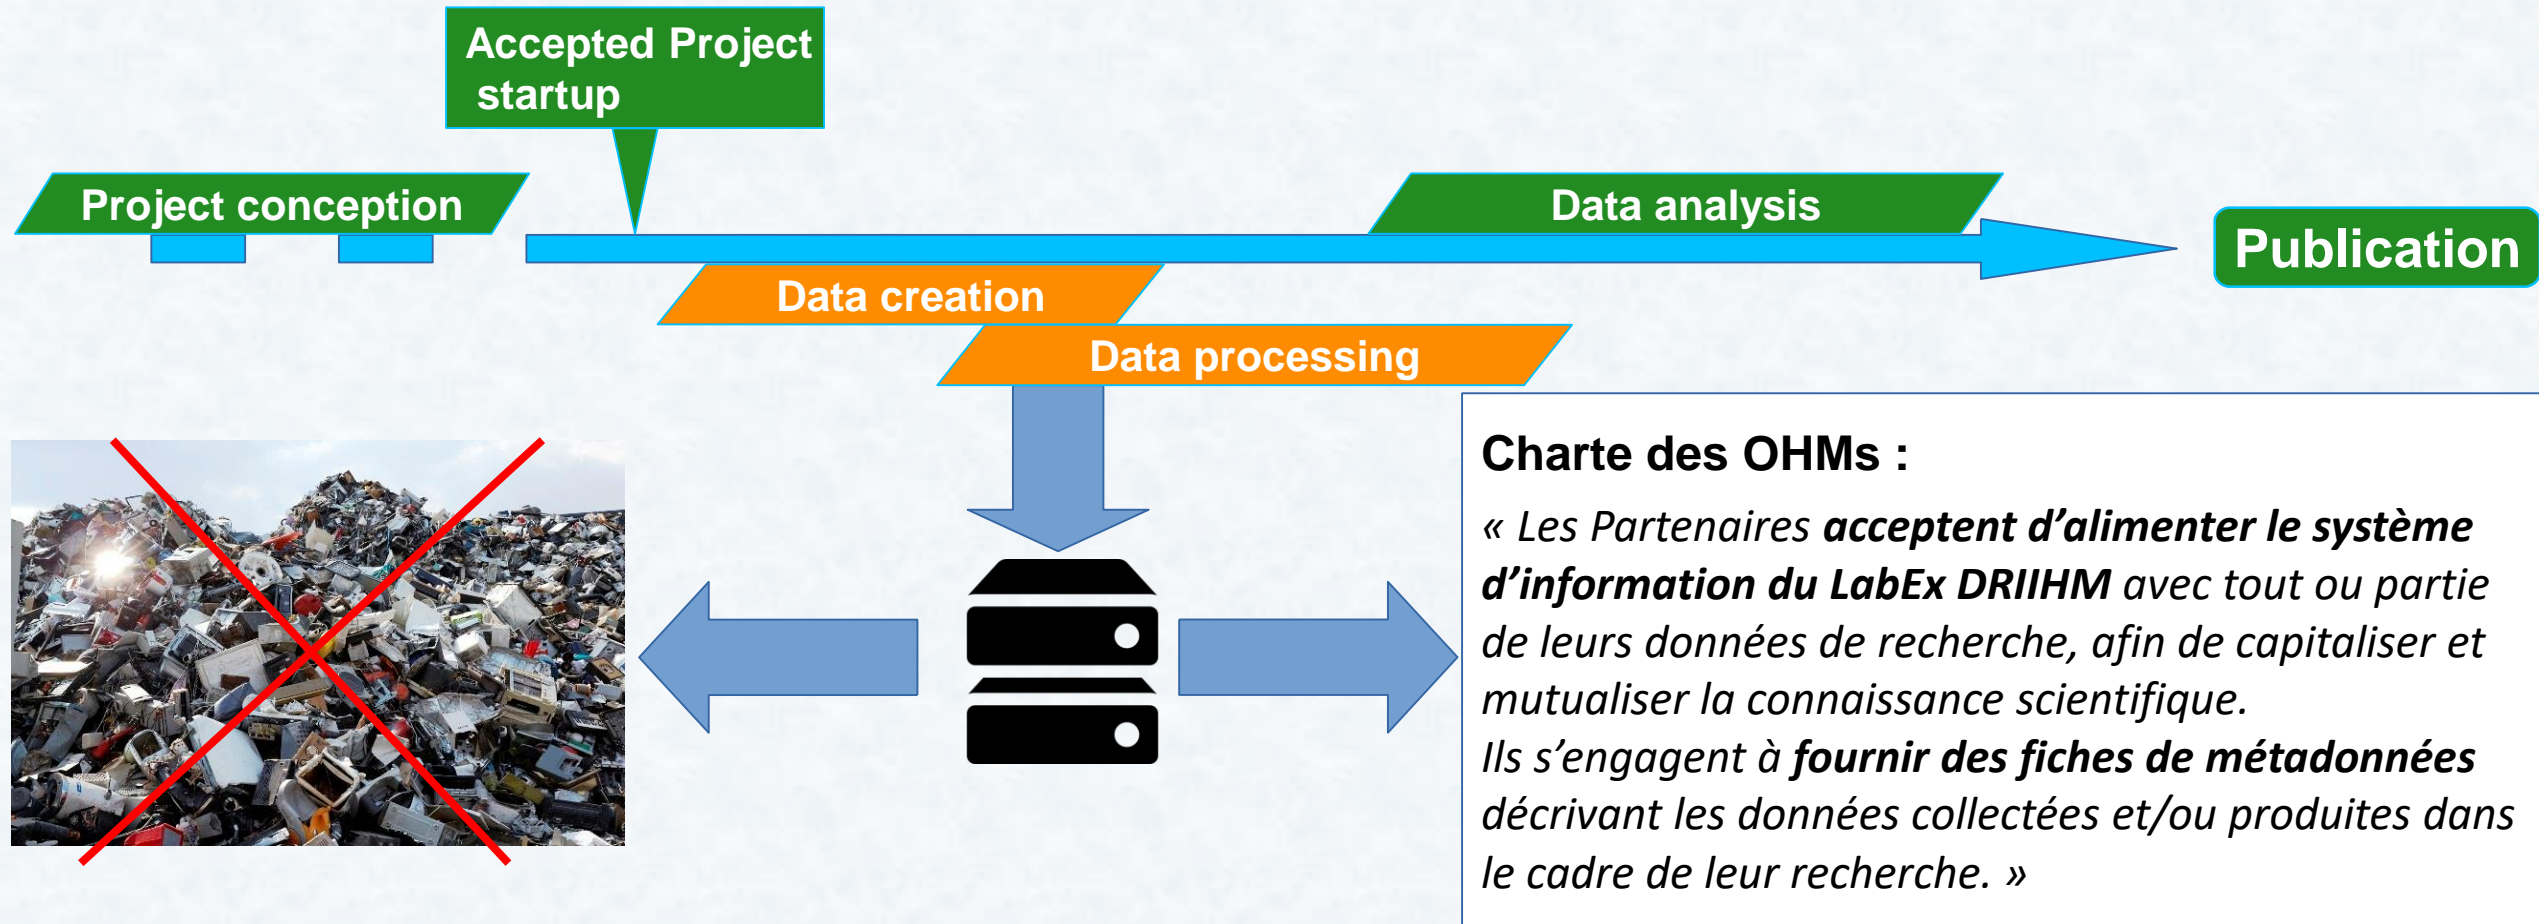 Accepted Project
startup
Project conception
Data analysis
Publication
Data creation
Data processing
Charte des OHMs :
« Les Partenaires acceptent d’alimenter le système
d’information du LabEx DRIIHM avec tout ou partie
de leurs données de recherche, afin de capitaliser et
mutualiser la connaissance scientifique.
Ils s’engagent à fournir des fiches de métadonnées
décrivant les données collectées et/ou produites dans
le cadre de leur recherche. »